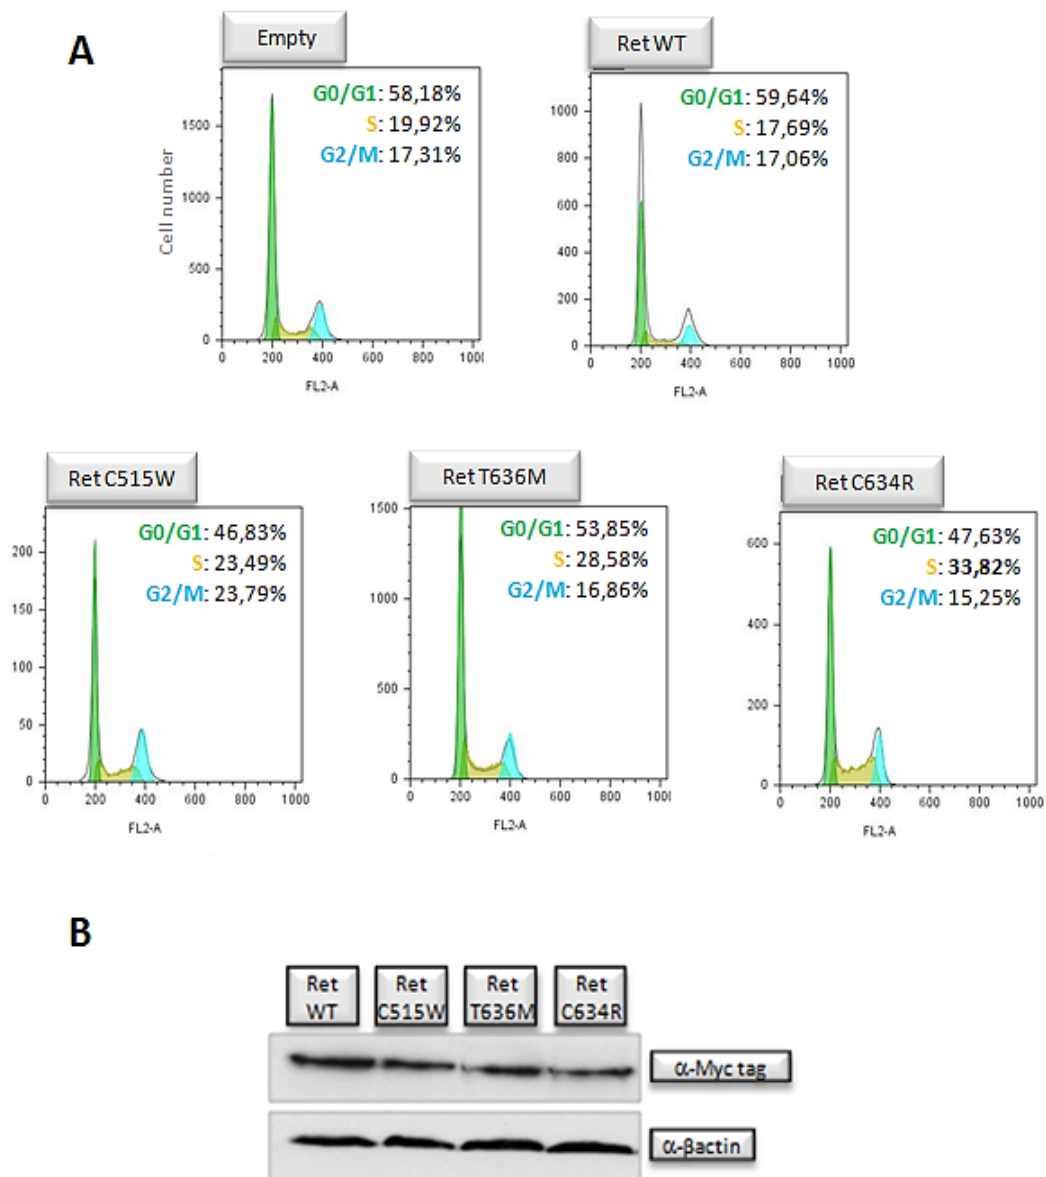 A
Empty
G0/G1: 58,18%
S: 19,92%
G2/M: 17,31%
Cell number
1500
1000
500
0
0 200 400 600 800 1000
FL2-A
Ret WT
G0/G1: 59,64%
S: 17,69%
G2/M: 17,06%
1000
800
600
400
200
0
0 200 400 600 800 1000
FL2-A
Ret C515W
G0/G1: 46,83%
S: 23,49%
G2/M: 23,79%
200
150
100
50
0
0 200 400 600 800 1000
FL2-A
Ret T636M
G0/G1: 53,85%
S: 28,58%
G2/M: 16,86%
1500
1000
500
0
0 200 400 600 800 1000
FL2-A
Ret C634R
G0/G1: 47,63%
S: 33,82%
G2/M: 15,25%
600
400
200
0
0 200 400 600 800 1000
FL2-A
B
Ret
WT
Ret
C515W
Ret
T636M
Ret
C634R
α-Myc tag
α-βactin